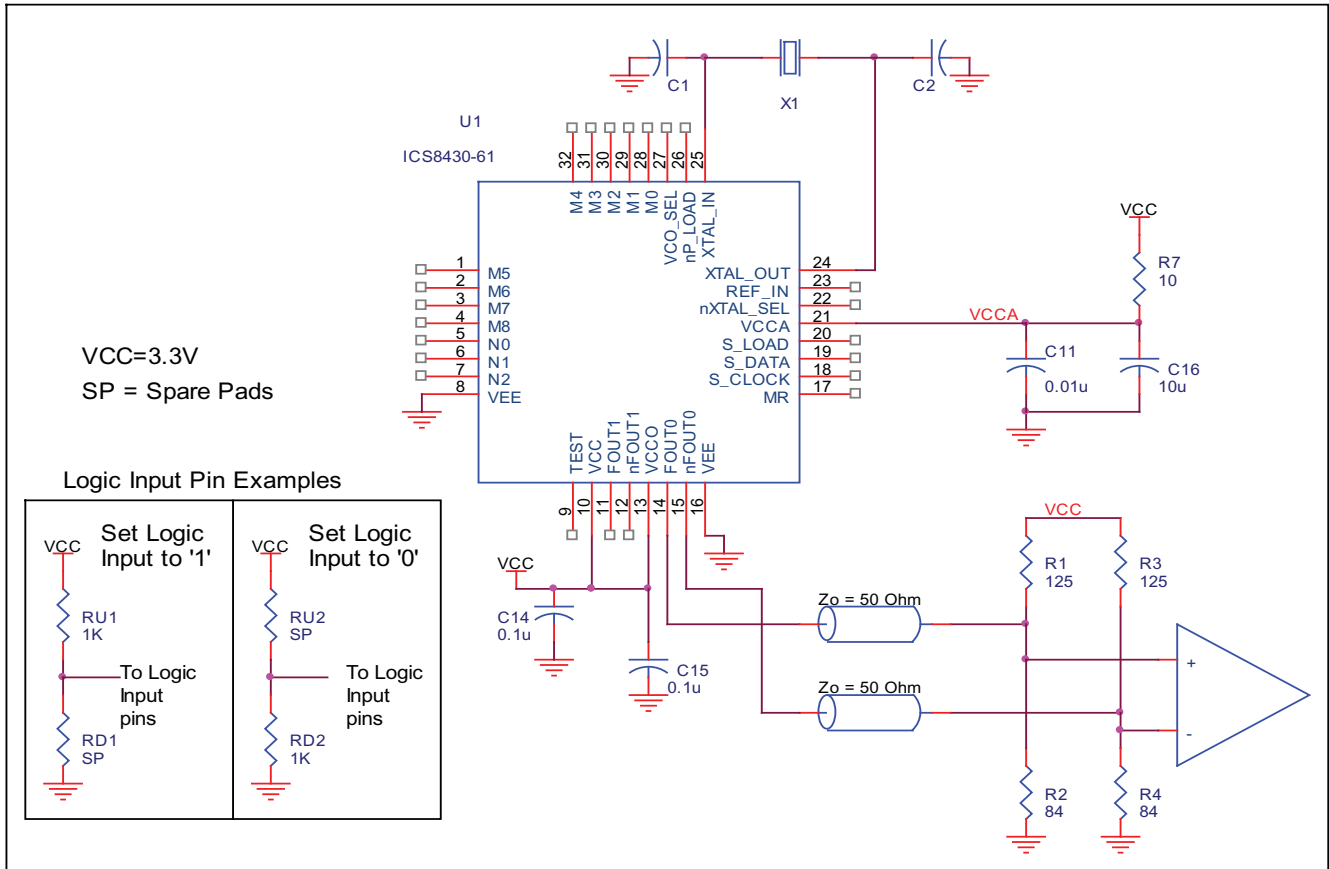 C1
X1
C2
U1
ICS8430-61
32
31
30
29
28
27
26
25
M4
M3
M2
M1
M0
VCO_SEL
nP_LOAD
XTAL_IN
1
M5
2
M6
3
M7
4
M8
5
N0
6
N1
7
N2
8
VEE
XTAL_OUT
24
REF_IN
23
nXTAL_SEL
22
VCCA
21
S_LOAD
20
S_DATA
19
S_CLOCK
18
MR
17
TEST
VCC
FOUT1
nFOUT1
VCCO
FOUT0
nFOUT0
VEE
9
10
11
12
13
14
15
16
VCC
R7
10
VCCA
C11
0.01u
C16
10u
VCC=3.3V
SP = Spare Pads
Logic Input Pin Examples
Set Logic
Input to '1'
VCC
RU1
1K
To Logic
Input
pins
RD1
SP
Set Logic
Input to '0'
VCC
RU2
SP
To Logic
Input
pins
RD2
1K
VCC
C14
0.1u
C15
0.1u
Zo = 50 Ohm
Zo = 50 Ohm
VCC
R1
125
R3
125
+
-
R2
84
R4
84